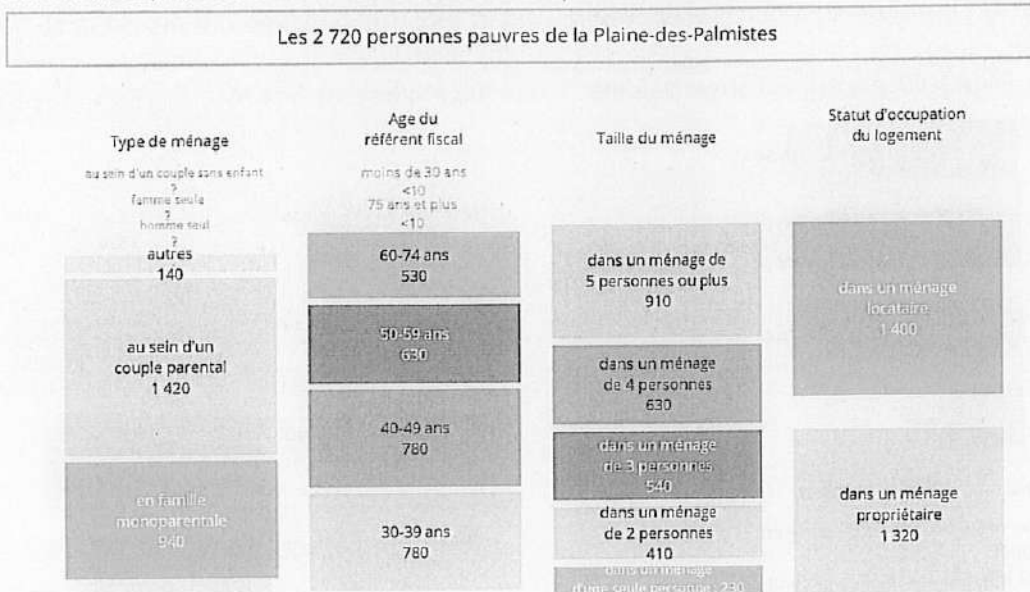 Les 2 720 personnes pauvres de la Plaine-des-Palmistes
Type de ménage
au sein d'un couple sans enfant
?
femme seule
?
homme seul
?
autres
140
au sein d'un
couple parental
1 420
en famille
monoparentale
940
Age du
référent fiscal
moins de 30 ans
<10
75 ans et plus
<10
60-74 ans
530
50-59 ans
630
40-49 ans
780
30-39 ans
780
Taille du ménage
dans un ménage de
5 personnes ou plus
910
dans un ménage
de 4 personnes
630
dans un ménage
de 3 personnes
540
dans un ménage
de 2 personnes
410
dans un ménage
d'une seule personne : 230
Statut d'occupation
du logement
dans un ménage
locataire
1 400
dans un ménage
propriétaire
1 320